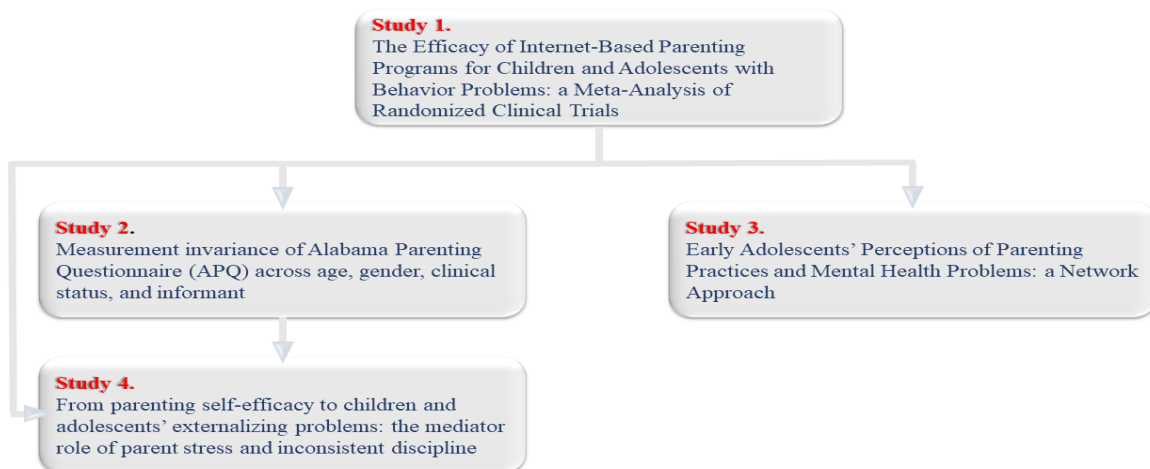 Study 1.
The Efficacy of Internet-Based Parenting
Programs for Children and Adolescents with
Behavior Problems: a Meta-Analysis of
Randomized Clinical Trials
Study 2.
Measurement invariance of Alabama Parenting
Questionnaire (APQ) across age, gender, clinical
status, and informant
Study 3.
Early Adolescents’ Perceptions of Parenting
Practices and Mental Health Problems: a Network
Approach
Study 4.
From parenting self-efficacy to children and
adolescents’ externalizing problems: the mediator
role of parent stress and inconsistent discipline